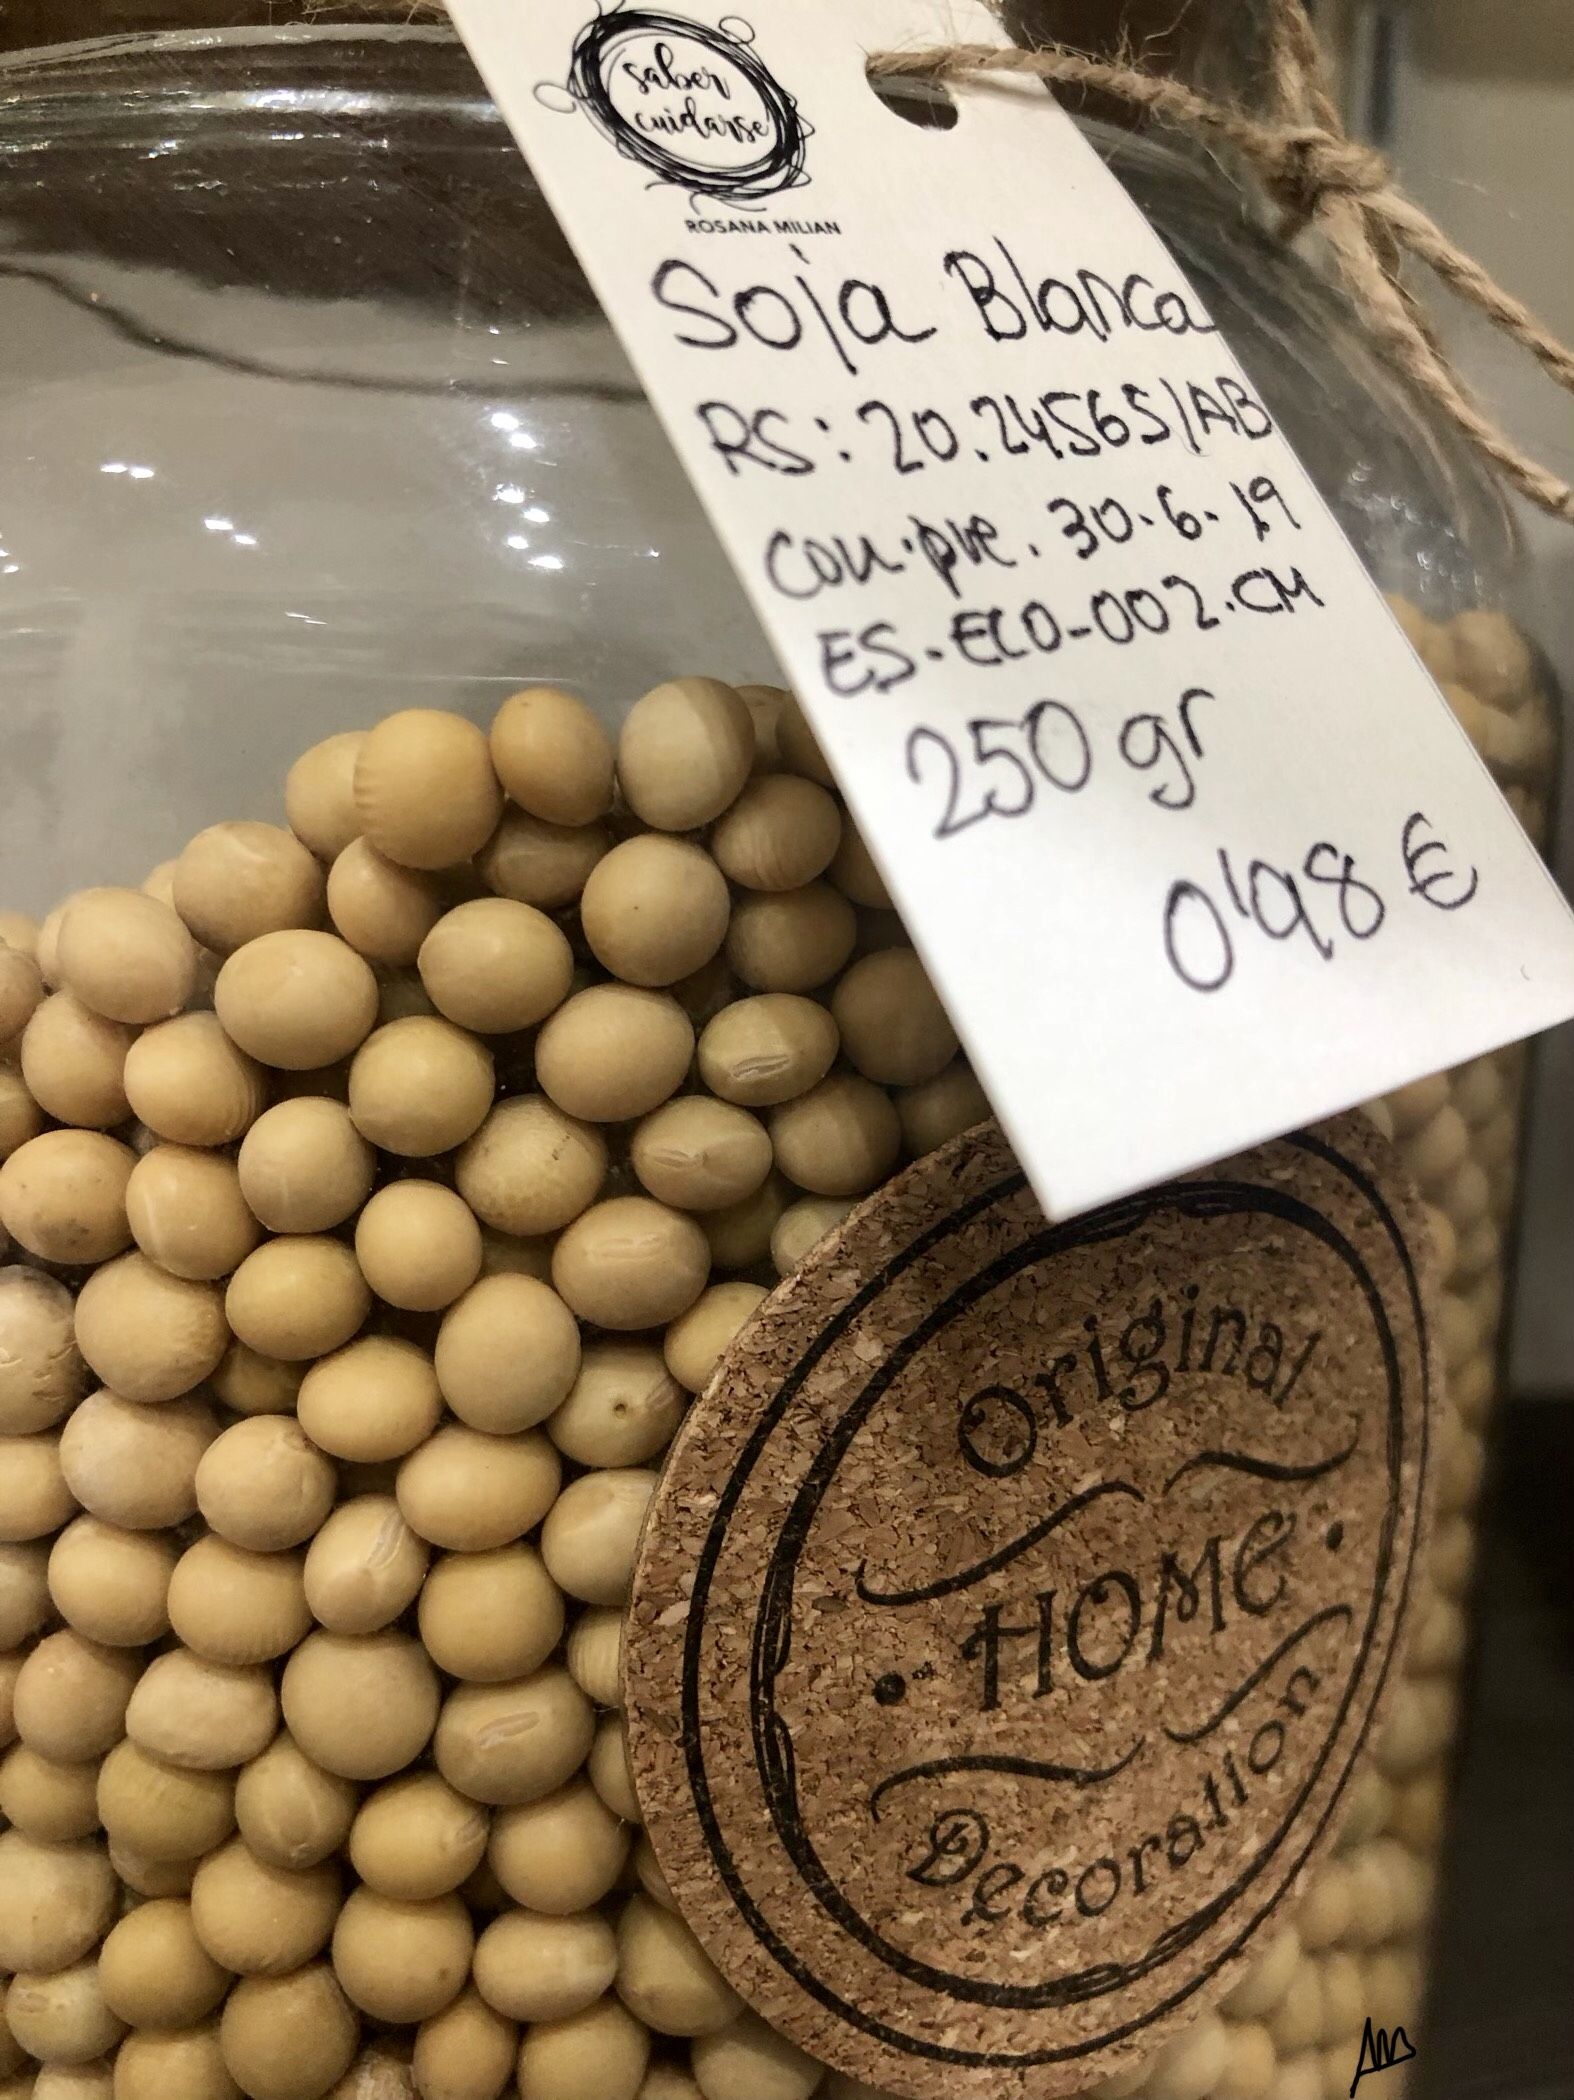 saber
cuidarse
ROSANA MILIAN
Soja Blanca
RS: 20.24565/AB
con.pre. 30.6.19
ES-ECO-002.CM
250 gr
0'98 €
Original
HOME
Decoration